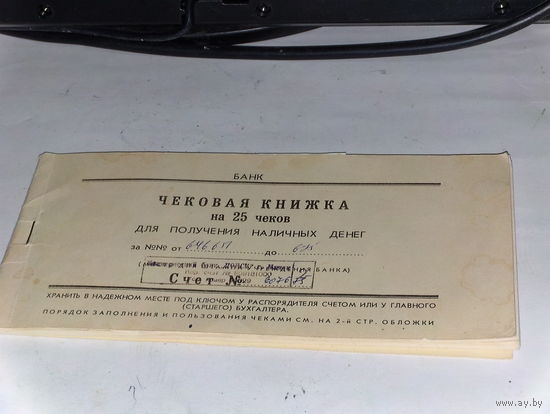 БАНК
ЧЕКОВАЯ КНИЖКА
на 25 чеков
ДЛЯ ПОЛУЧЕНИЯ НАЛИЧНЫХ ДЕНЕГ
за №№ от до
БАНКА)
Счет №
ХРАНИТЬ В НАДЕЖНОМ МЕСТЕ ПОД КЛЮЧОМ У РАСПОРЯДИТЕЛЯ СЧЕТОМ ИЛИ У ГЛАВНОГО
(СТАРШЕГО) БУХГАЛТЕРА.
ПОРЯДОК ЗАПОЛНЕНИЯ И ПОЛЬЗОВАНИЯ ЧЕКАМИ СМ. НА 2-й СТР. ОБЛОЖКИ
www.ay.by